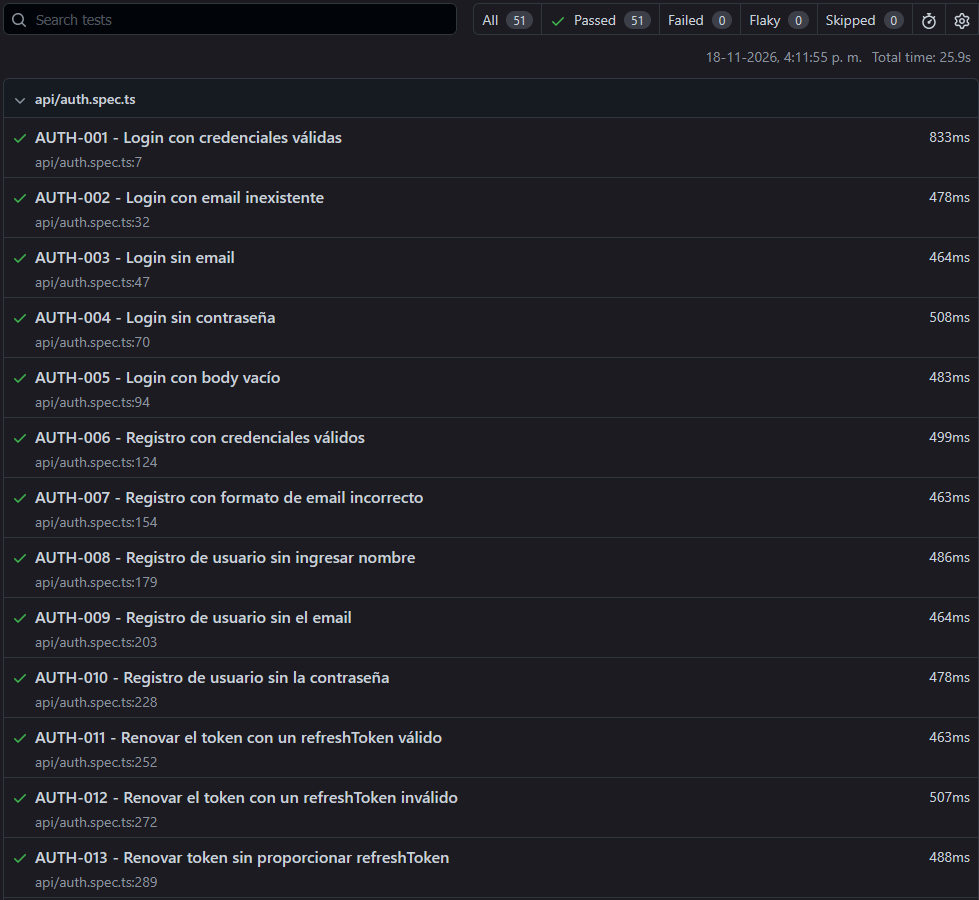 Search tests
All 51 Passed 51 Failed 0 Flaky 0 Skipped 0
18-11-2026, 4:11:55 p. m. Total time: 25.9s
api/auth.spec.ts
AUTH-001 - Login con credenciales válidas 833ms
api/auth.spec.ts:7
AUTH-002 - Login con email inexistente 478ms
api/auth.spec.ts:32
AUTH-003 - Login sin email 464ms
api/auth.spec.ts:47
AUTH-004 - Login sin contraseña 508ms
api/auth.spec.ts:70
AUTH-005 - Login con body vacío 483ms
api/auth.spec.ts:94
AUTH-006 - Registro con credenciales válidos 499ms
api/auth.spec.ts:124
AUTH-007 - Registro con formato de email incorrecto 463ms
api/auth.spec.ts:154
AUTH-008 - Registro de usuario sin ingresar nombre 486ms
api/auth.spec.ts:179
AUTH-009 - Registro de usuario sin el email 464ms
api/auth.spec.ts:203
AUTH-010 - Registro de usuario sin la contraseña 478ms
api/auth.spec.ts:228
AUTH-011 - Renovar el token con un refreshToken válido 463ms
api/auth.spec.ts:252
AUTH-012 - Renovar el token con un refreshToken inválido 507ms
api/auth.spec.ts:272
AUTH-013 - Renovar token sin proporcionar refreshToken 488ms
api/auth.spec.ts:289